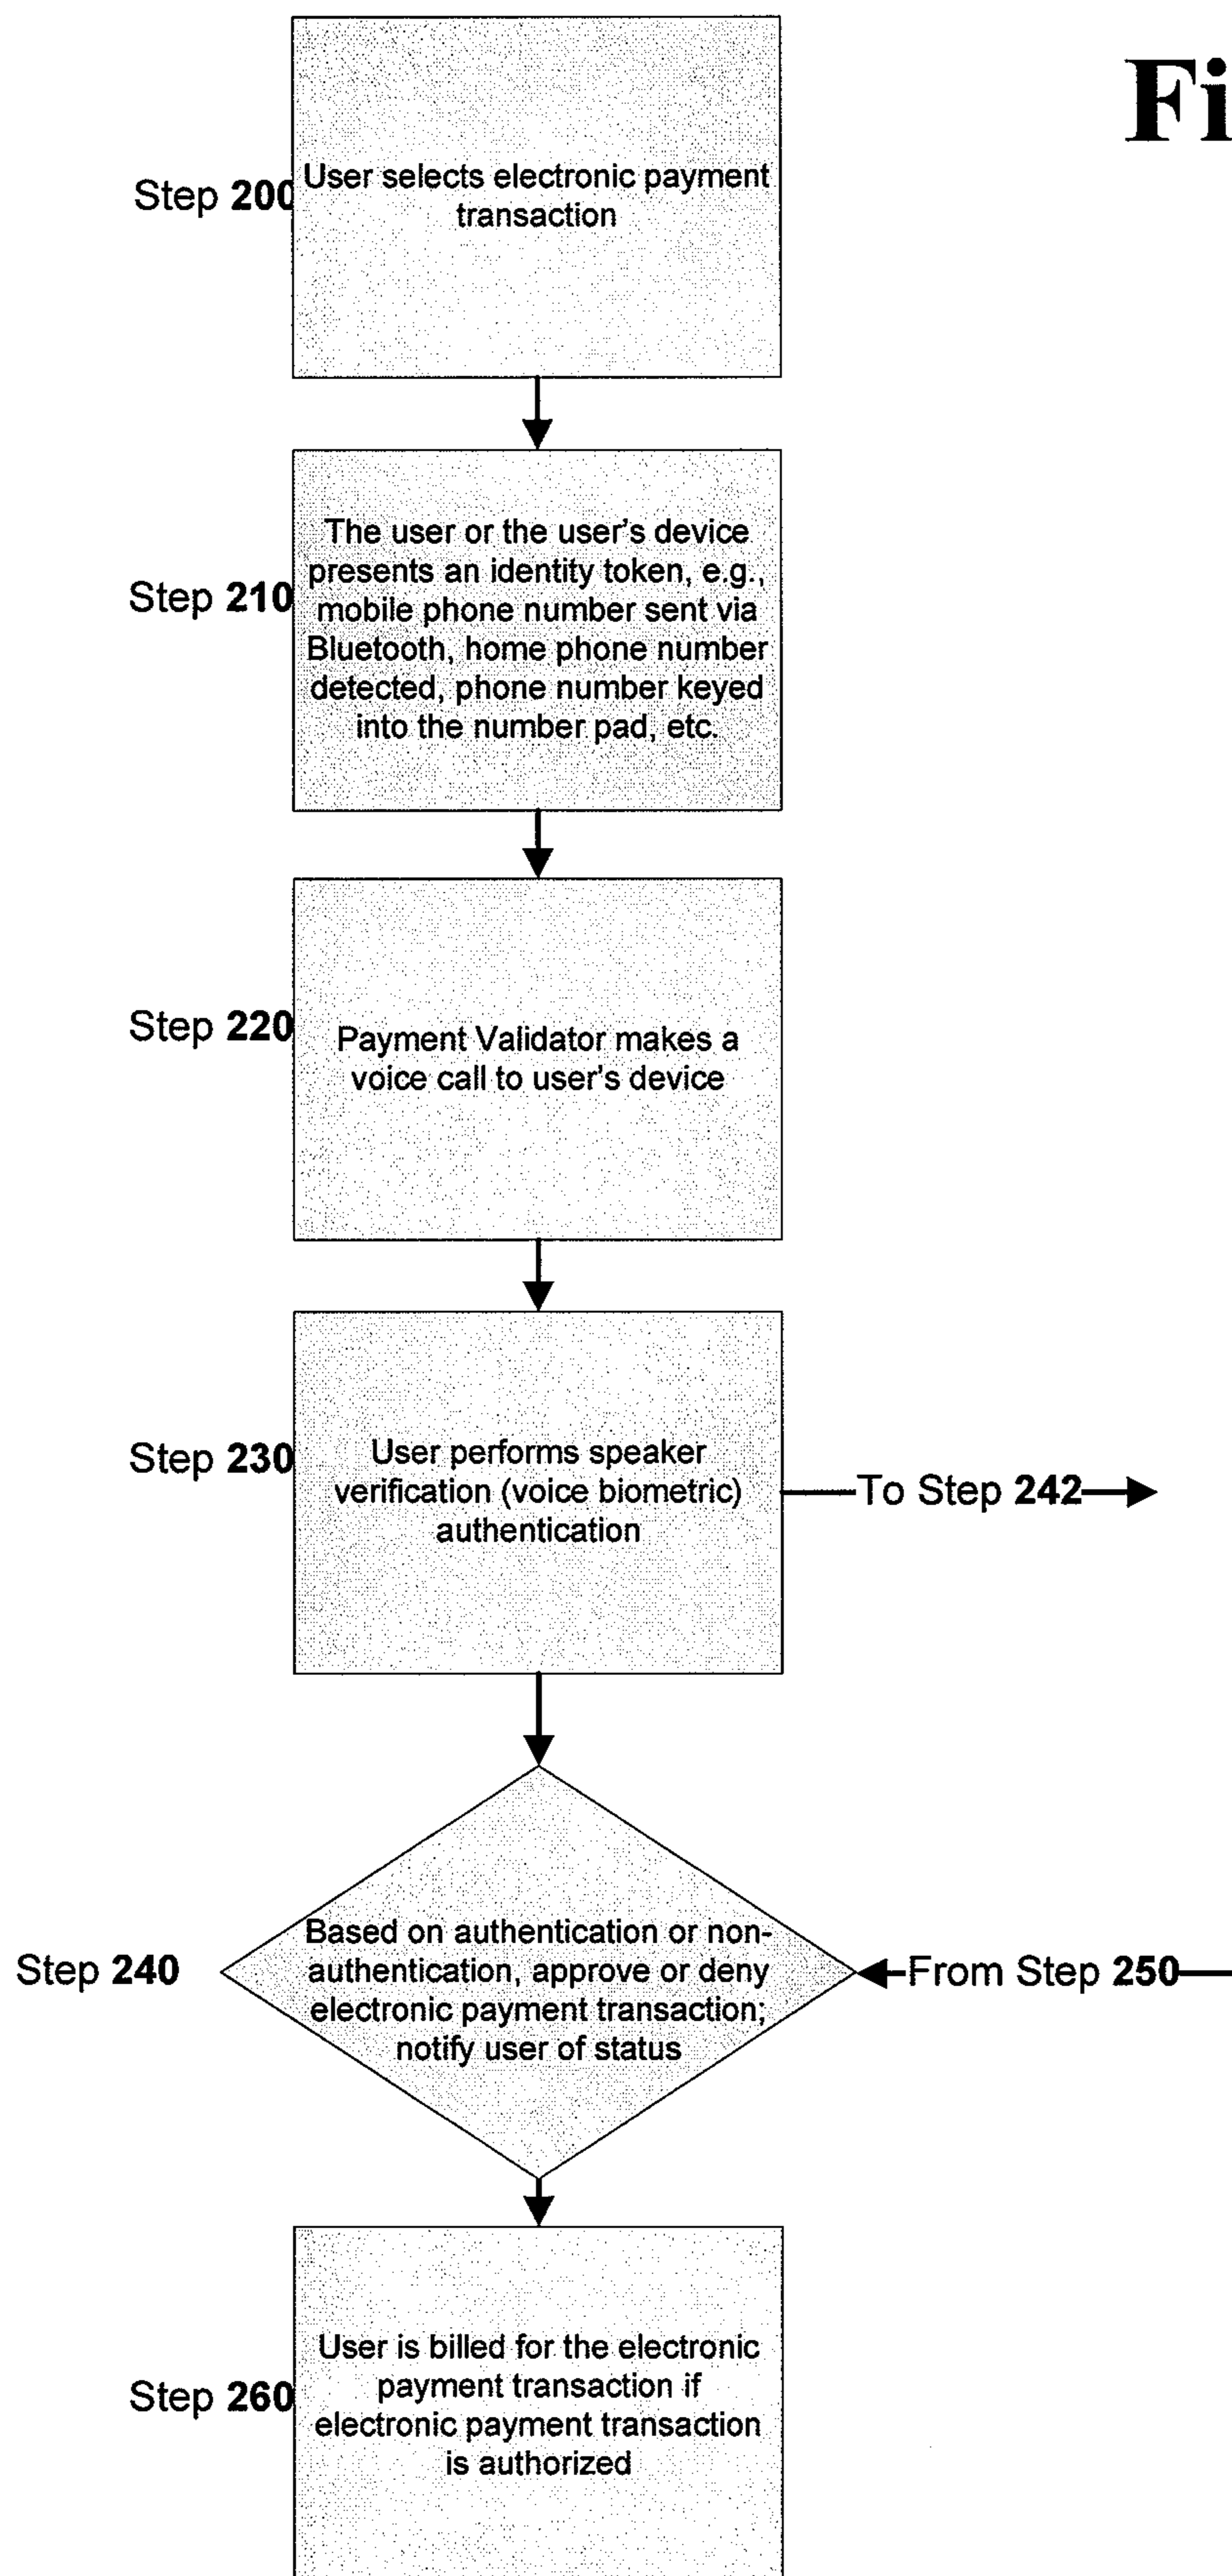 Fi
Step 200
User selects electronic payment
transaction
Step 210
The user or the user's device
presents an identity token, e.g.,
mobile phone number sent via
Bluetooth, home phone number
detected, phone number keyed
into the number pad, etc.
Step 220
Payment Validator makes a
voice call to user's device
Step 230
User performs speaker
verification (voice biometric)
authentication
To Step 242
Step 240
Based on authentication or non-
authentication, approve or deny
electronic payment transaction;
notify user of status
From Step 250
Step 260
User is billed for the electronic
payment transaction if
electronic payment transaction
is authorized